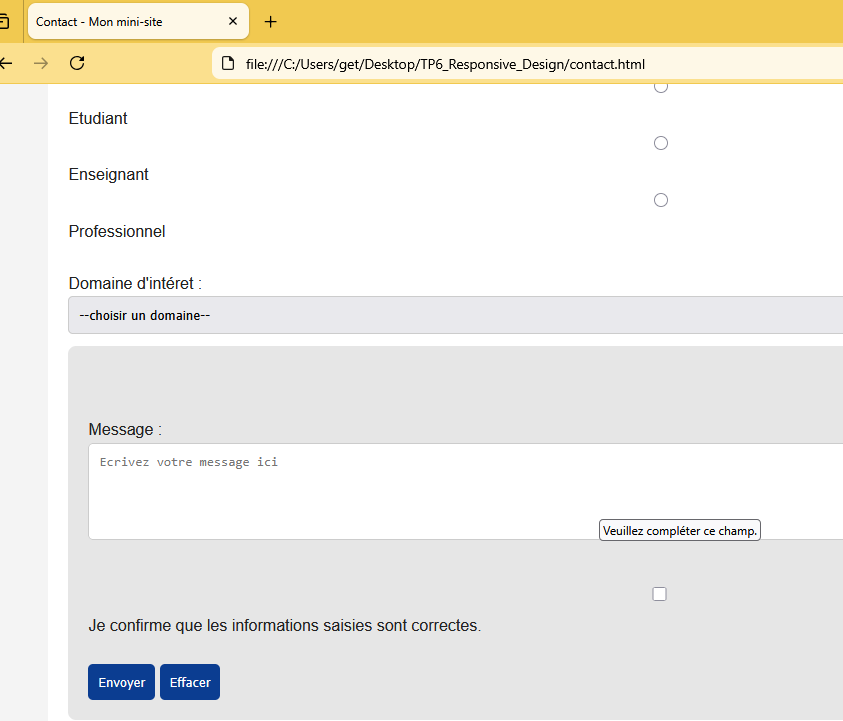 Contact - Mon mini-site
file:///C:/Users/get/Desktop/TP6_Responsive_Design/contact.html
Etudiant
Enseignant
Professionnel
Domaine d'intéret :
--choisir un domaine--
Message :
Ecrivez votre message ici
Veuillez compléter ce champ.
Je confirme que les informations saisies sont correctes.
Envoyer Effacer